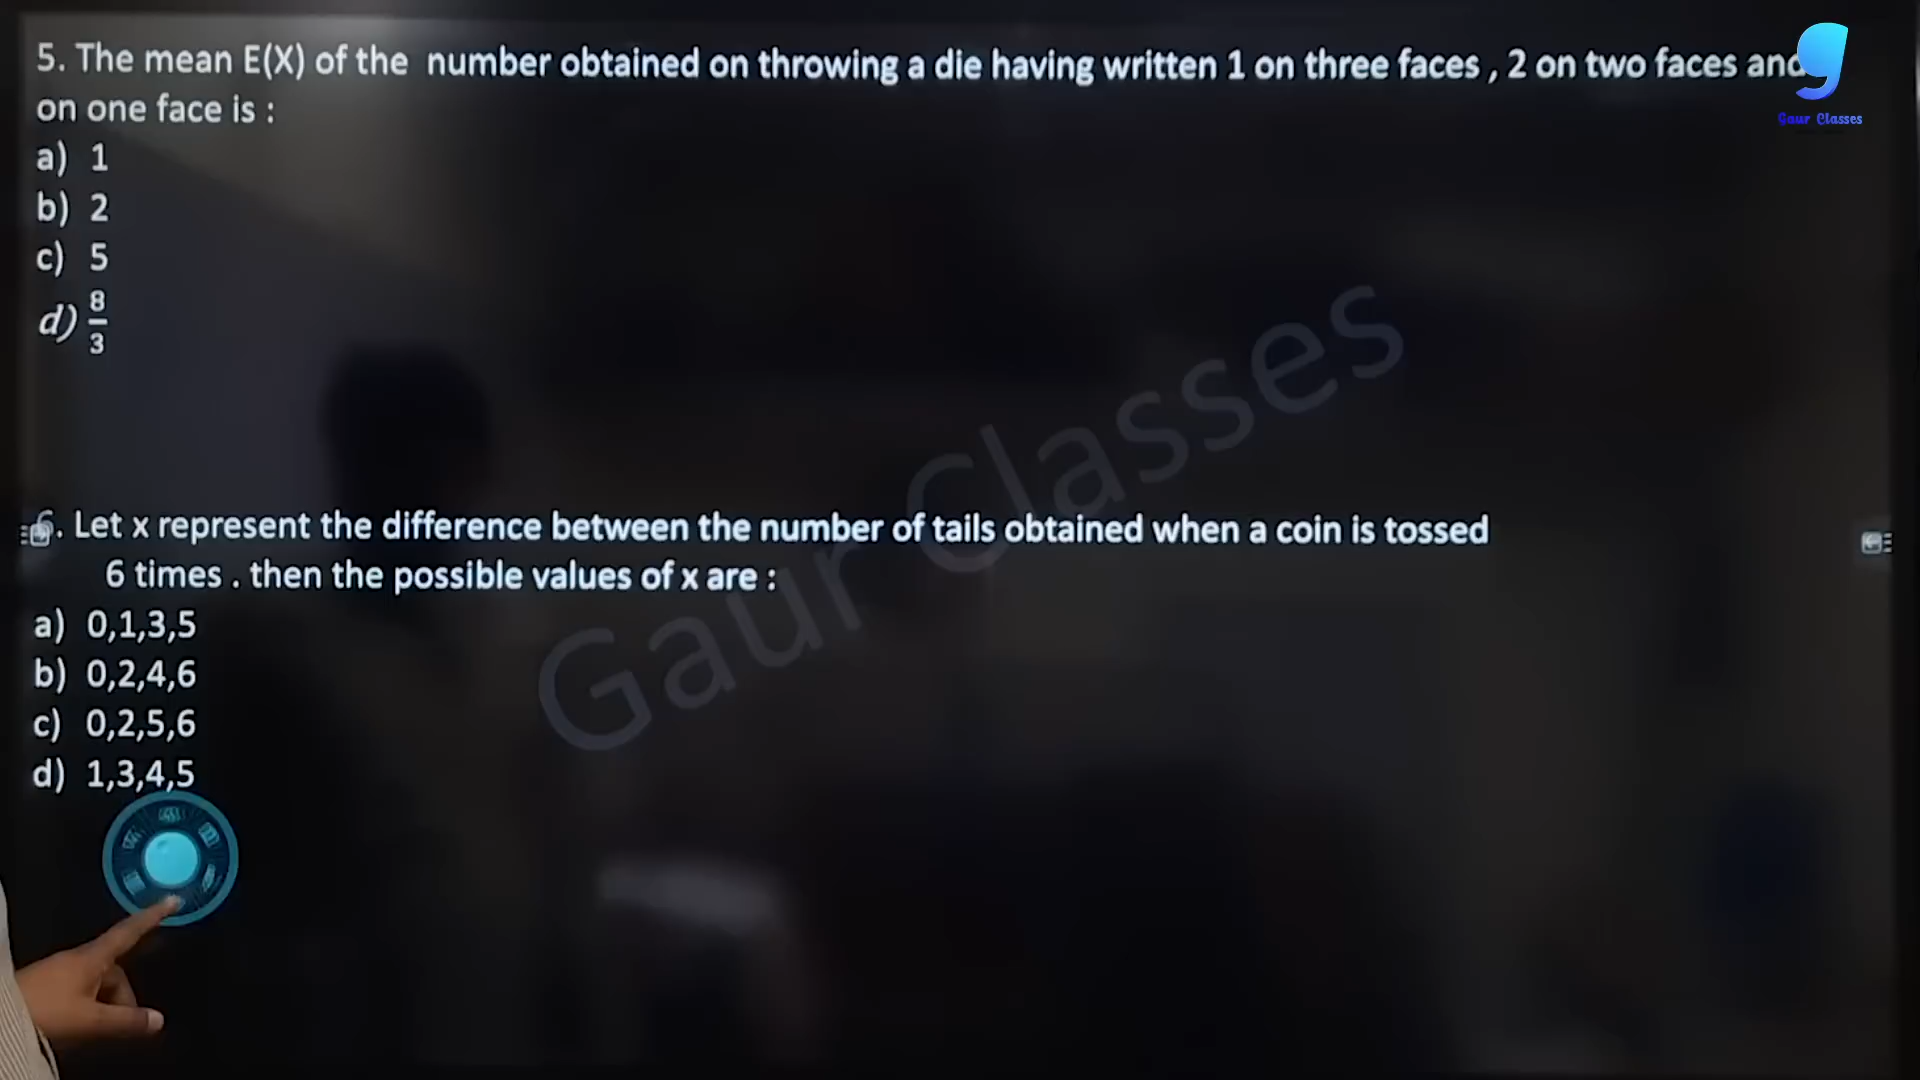 5. The mean E(X) of the number obtained on throwing a die having written 1 on three faces , 2 on two faces and
on one face is :
Gaur Classes
a) 1
b) 2
c) 5
d) 8/3
6. Let x represent the difference between the number of tails obtained when a coin is tossed
6 times . then the possible values of x are :
a) 0,1,3,5
b) 0,2,4,6
c) 0,2,5,6
d) 1,3,4,5
Gaur Classes